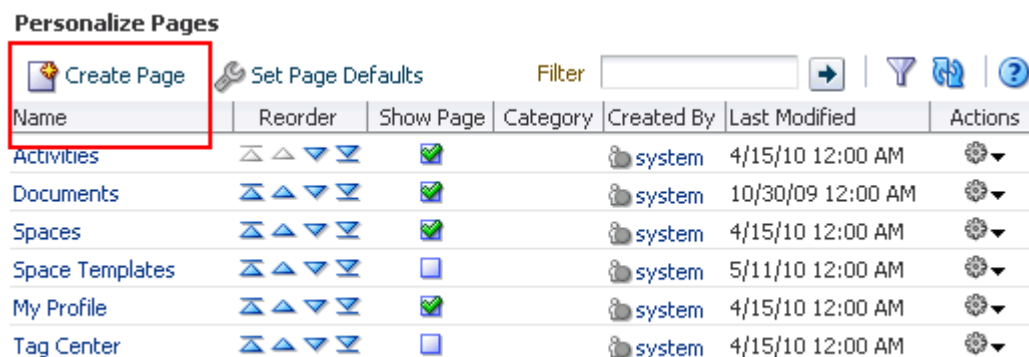 Personalize Pages
Create Page Set Page Defaults Filter
Name Reorder Show Page Category Created By Last Modified Actions
Activities system 4/15/10 12:00 AM
Documents system 10/30/09 12:00 AM
Spaces system 4/15/10 12:00 AM
Space Templates system 5/11/10 12:00 AM
My Profile system 4/15/10 12:00 AM
Tag Center system 4/15/10 12:00 AM